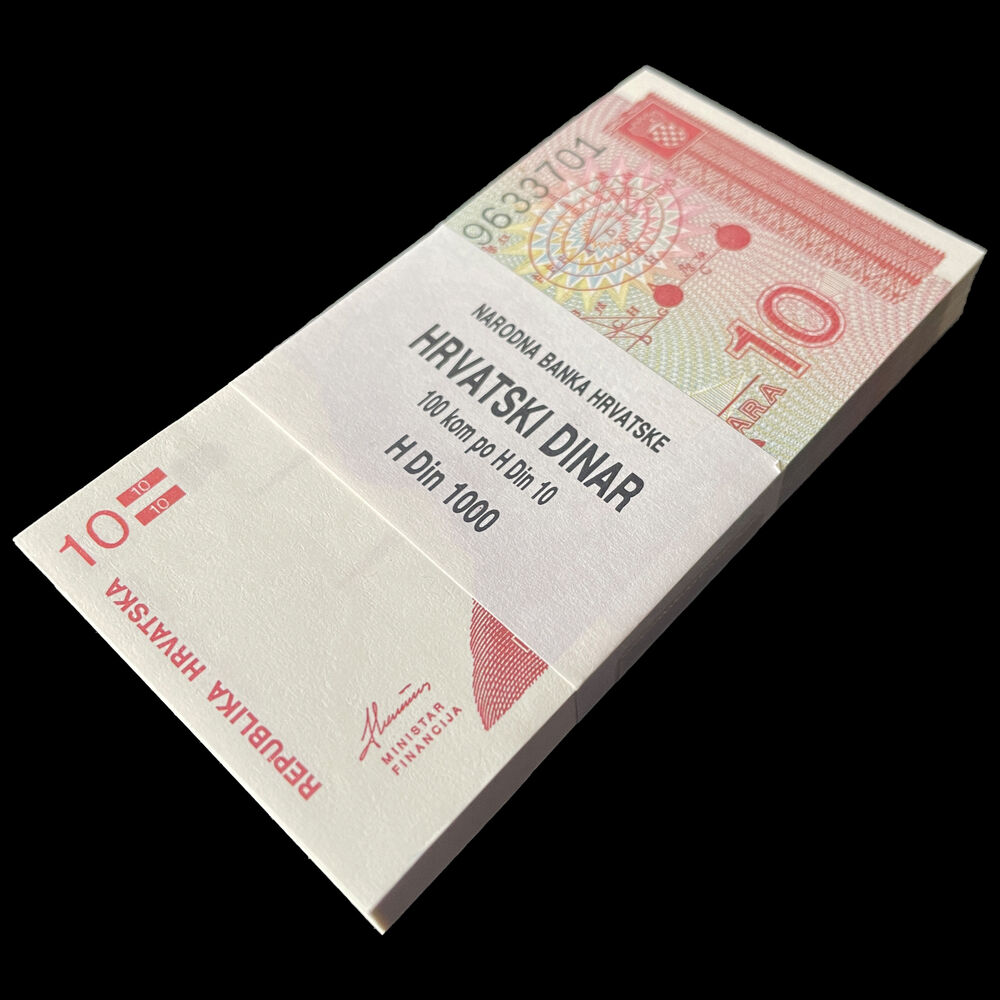 9633701
10
ARA
NARODNA BANKA HRVATSKE
HRVATSKI DINAR
100 kom po H Din 10
H Din 1000
10
10
10
REPUBLIKA HRVATSKA
MINISTAR
FINANCIJA